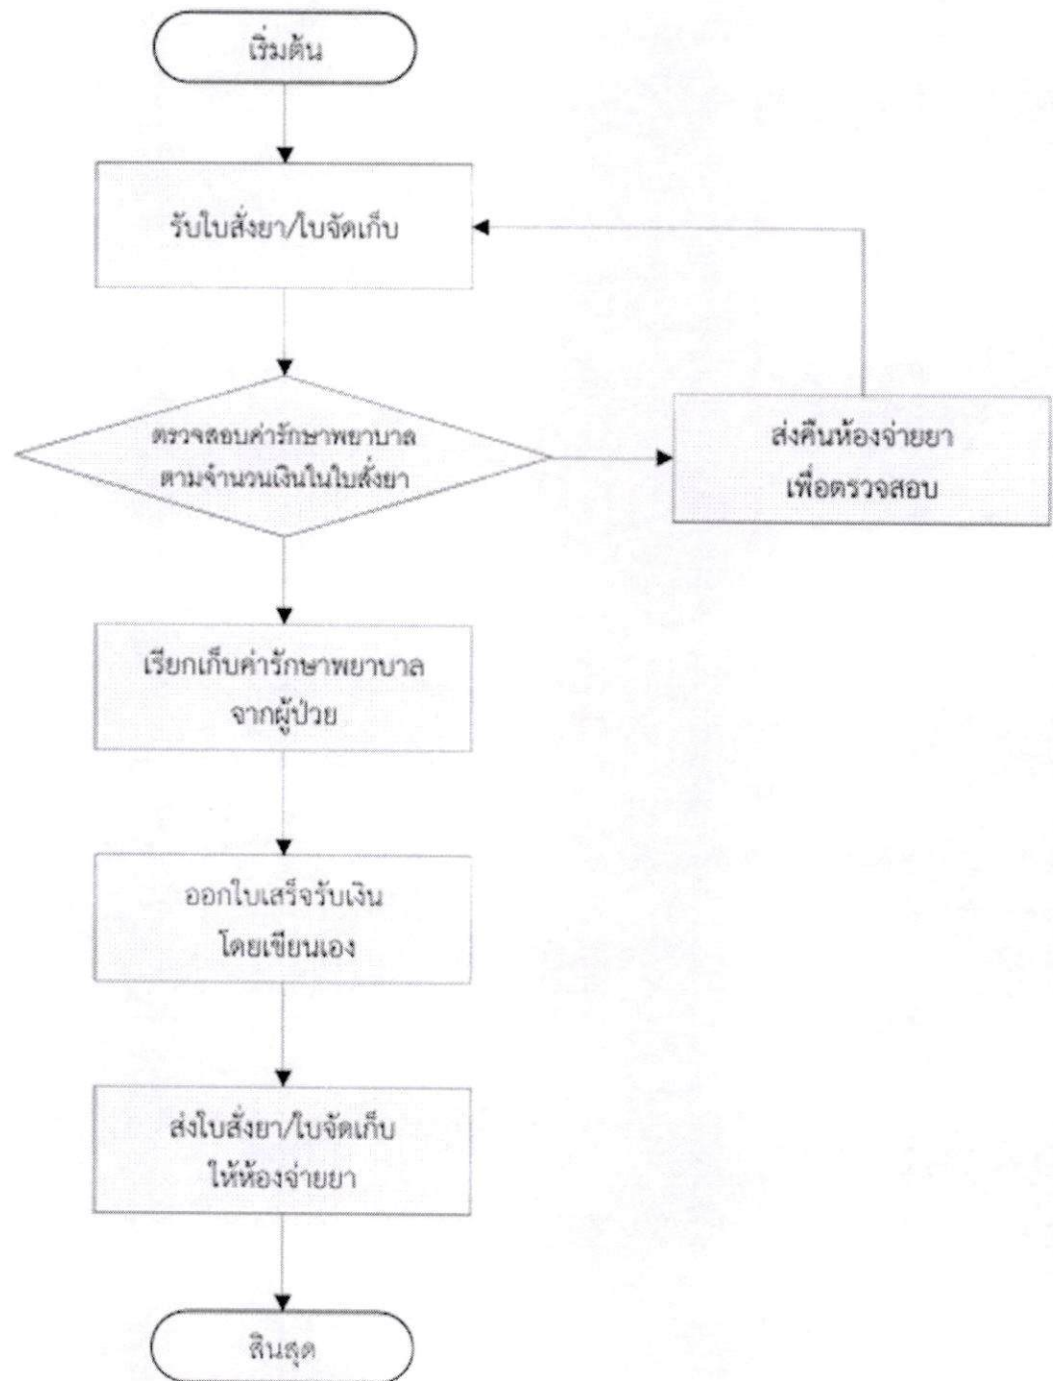 เริ่มต้น
รับใบสั่งยา/ใบจัดเก็บ
ตรวจสอบค่ารักษาพยาบาล
ตามจำนวนเงินในใบสั่งยา
ส่งคืนห้องจ่ายยา
เพื่อตรวจสอบ
เรียกเก็บค่ารักษาพยาบาล
จากผู้ป่วย
ออกใบเสร็จรับเงิน
โดยเขียนเอง
ส่งใบสั่งยา/ใบจัดเก็บ
ให้ห้องจ่ายยา
สิ้นสุด